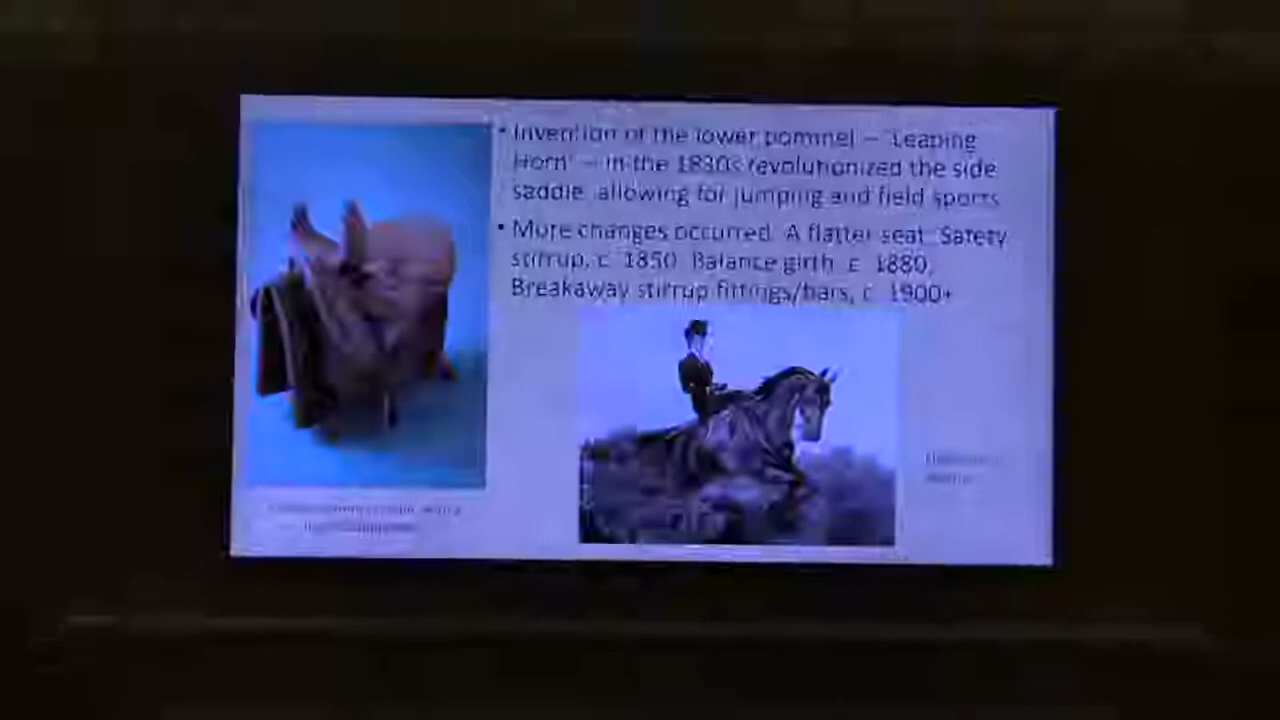 • Invention of the lower pommel – 'Leaping
Horn' – in the 1830s revolutionized the side
saddle, allowing for jumping and field sports.
• More changes occurred. A flatter seat. Safety
stirrup, c. 1850. Balance girth, c. 1880.
Breakaway stirrup fittings/bars, c. 1900+